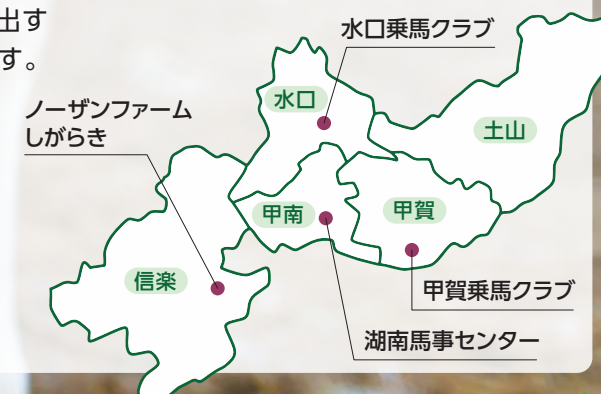 出す
す。
水口乗馬クラブ
ノーザンファーム
しがらき
水口
土山
甲南
甲賀
信楽
甲賀乗馬クラブ
湖南馬事センター